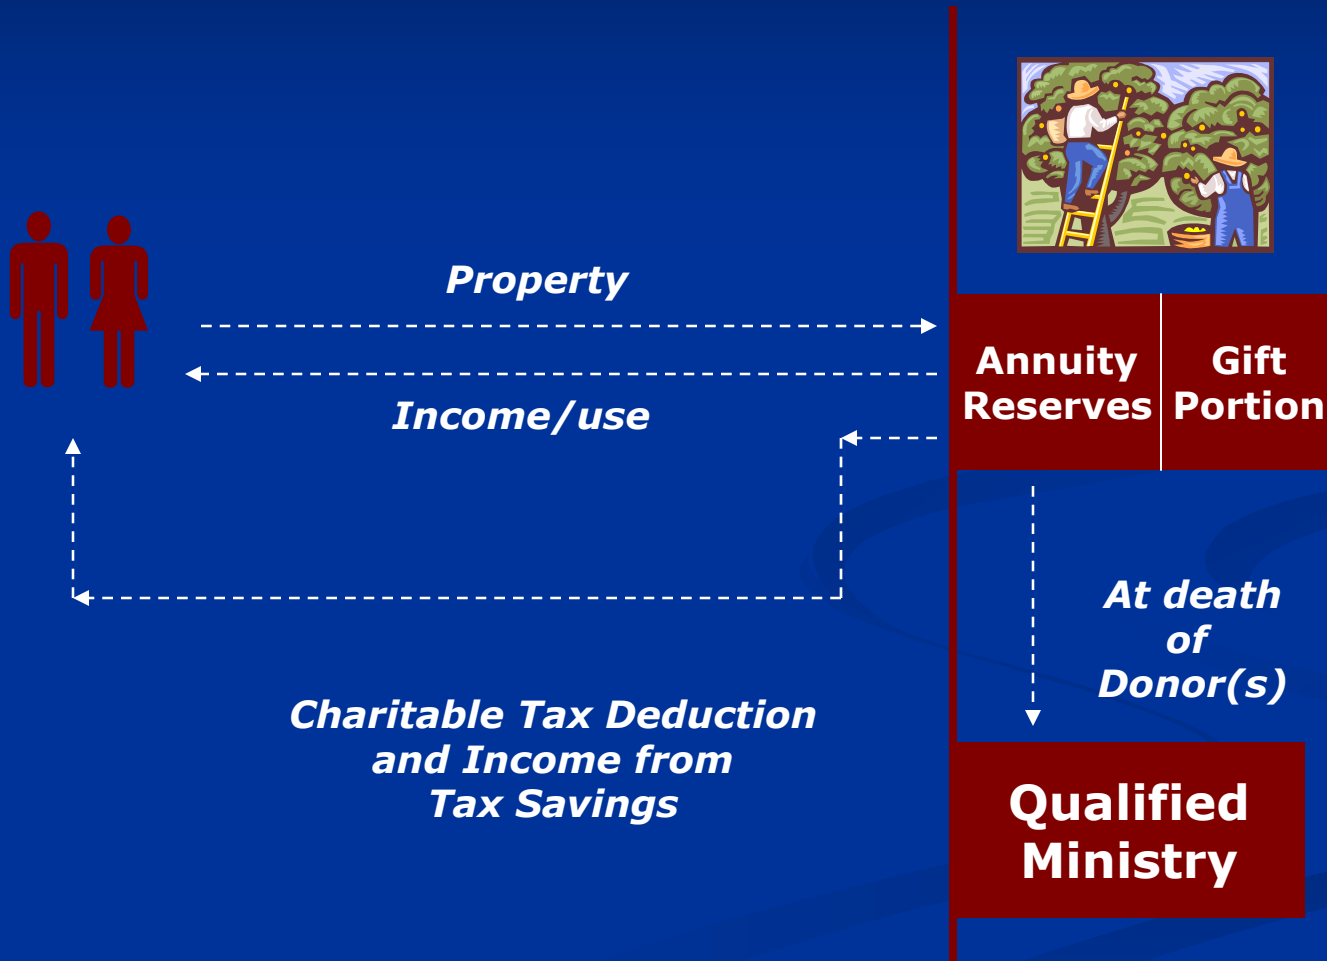 Property
Income/use
Annuity
Reserves
Gift
Portion
At death
of
Donor(s)
Charitable Tax Deduction
and Income from
Tax Savings
Qualified
Ministry